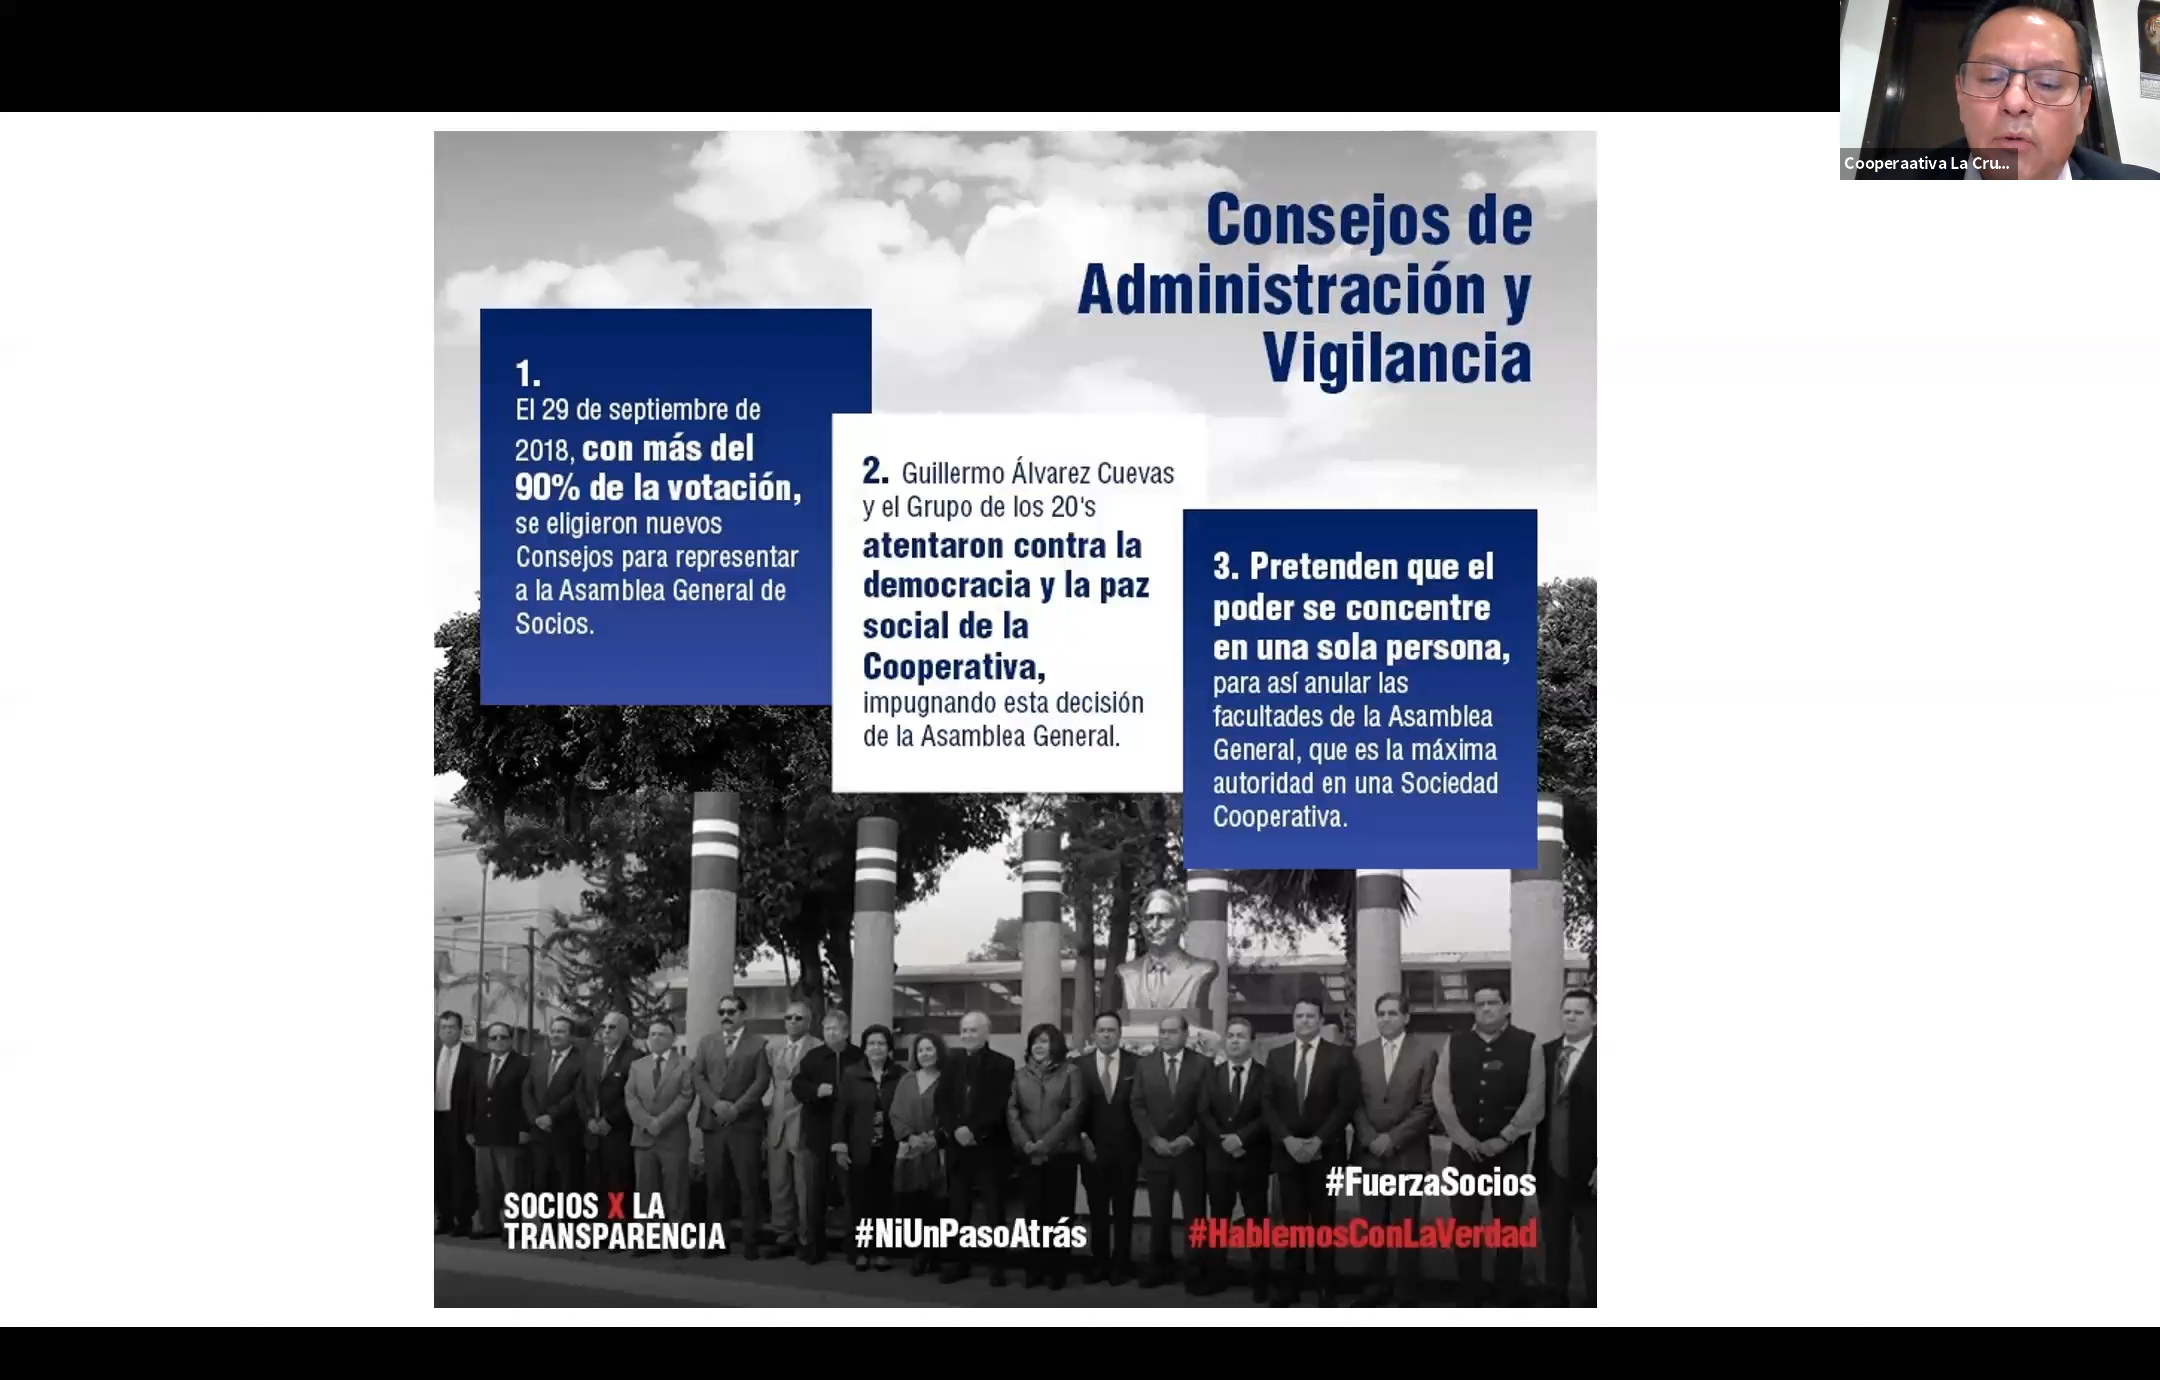 Cooperaativa La Cru...
Consejos de
Administración y
Vigilancia
1.
El 29 de septiembre de
2018, con más del
90% de la votación,
se eligieron nuevos
Consejos para representar
a la Asamblea General de
Socios.
2. Guillermo Álvarez Cuevas
y el Grupo de los 20's
atentaron contra la
democracia y la paz
social de la
Cooperativa,
impugnando esta decisión
de la Asamblea General.
3. Pretenden que el
poder se concentre
en una sola persona,
para así anular las
facultades de la Asamblea
General, que es la máxima
autoridad en una Sociedad
Cooperativa.
#FuerzaSocios
SOCIOS X LA
TRANSPARENCIA
#NiUnPasoAtrás
#HablemosConLaVerdad